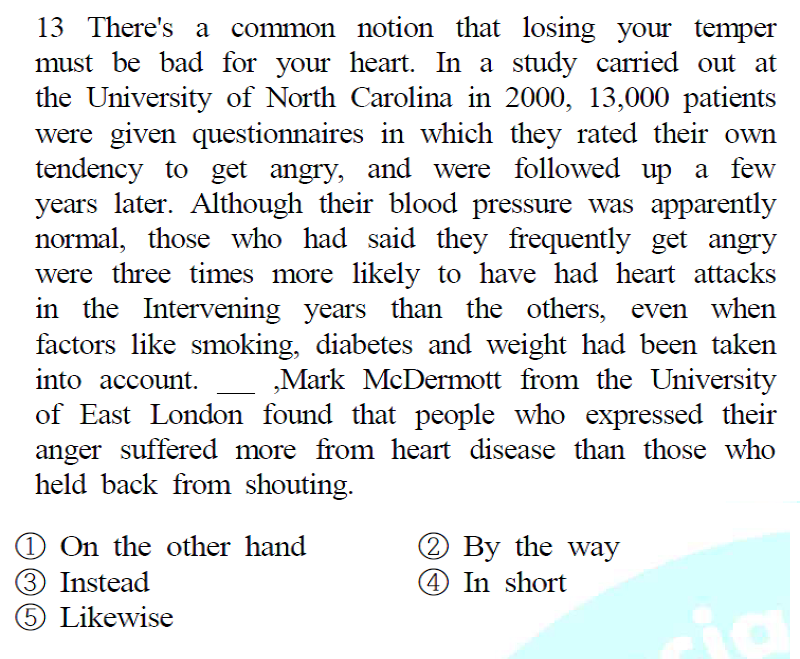 13 There's a common notion that losing your temper
must be bad for your heart. In a study carried out at
the University of North Carolina in 2000, 13,000 patients
were given questionnaires in which they rated their own
tendency to get angry, and were followed up a few
years later. Although their blood pressure was apparently
normal, those who had said they frequently get angry
were three times more likely to have had heart attacks
in the Intervening years than the others, even when
factors like smoking, diabetes and weight had been taken
into account. ___ ,Mark McDermott from the University
of East London found that people who expressed their
anger suffered more from heart disease than those who
held back from shouting.
① On the other hand ② By the way
③ Instead ④ In short
⑤ Likewise